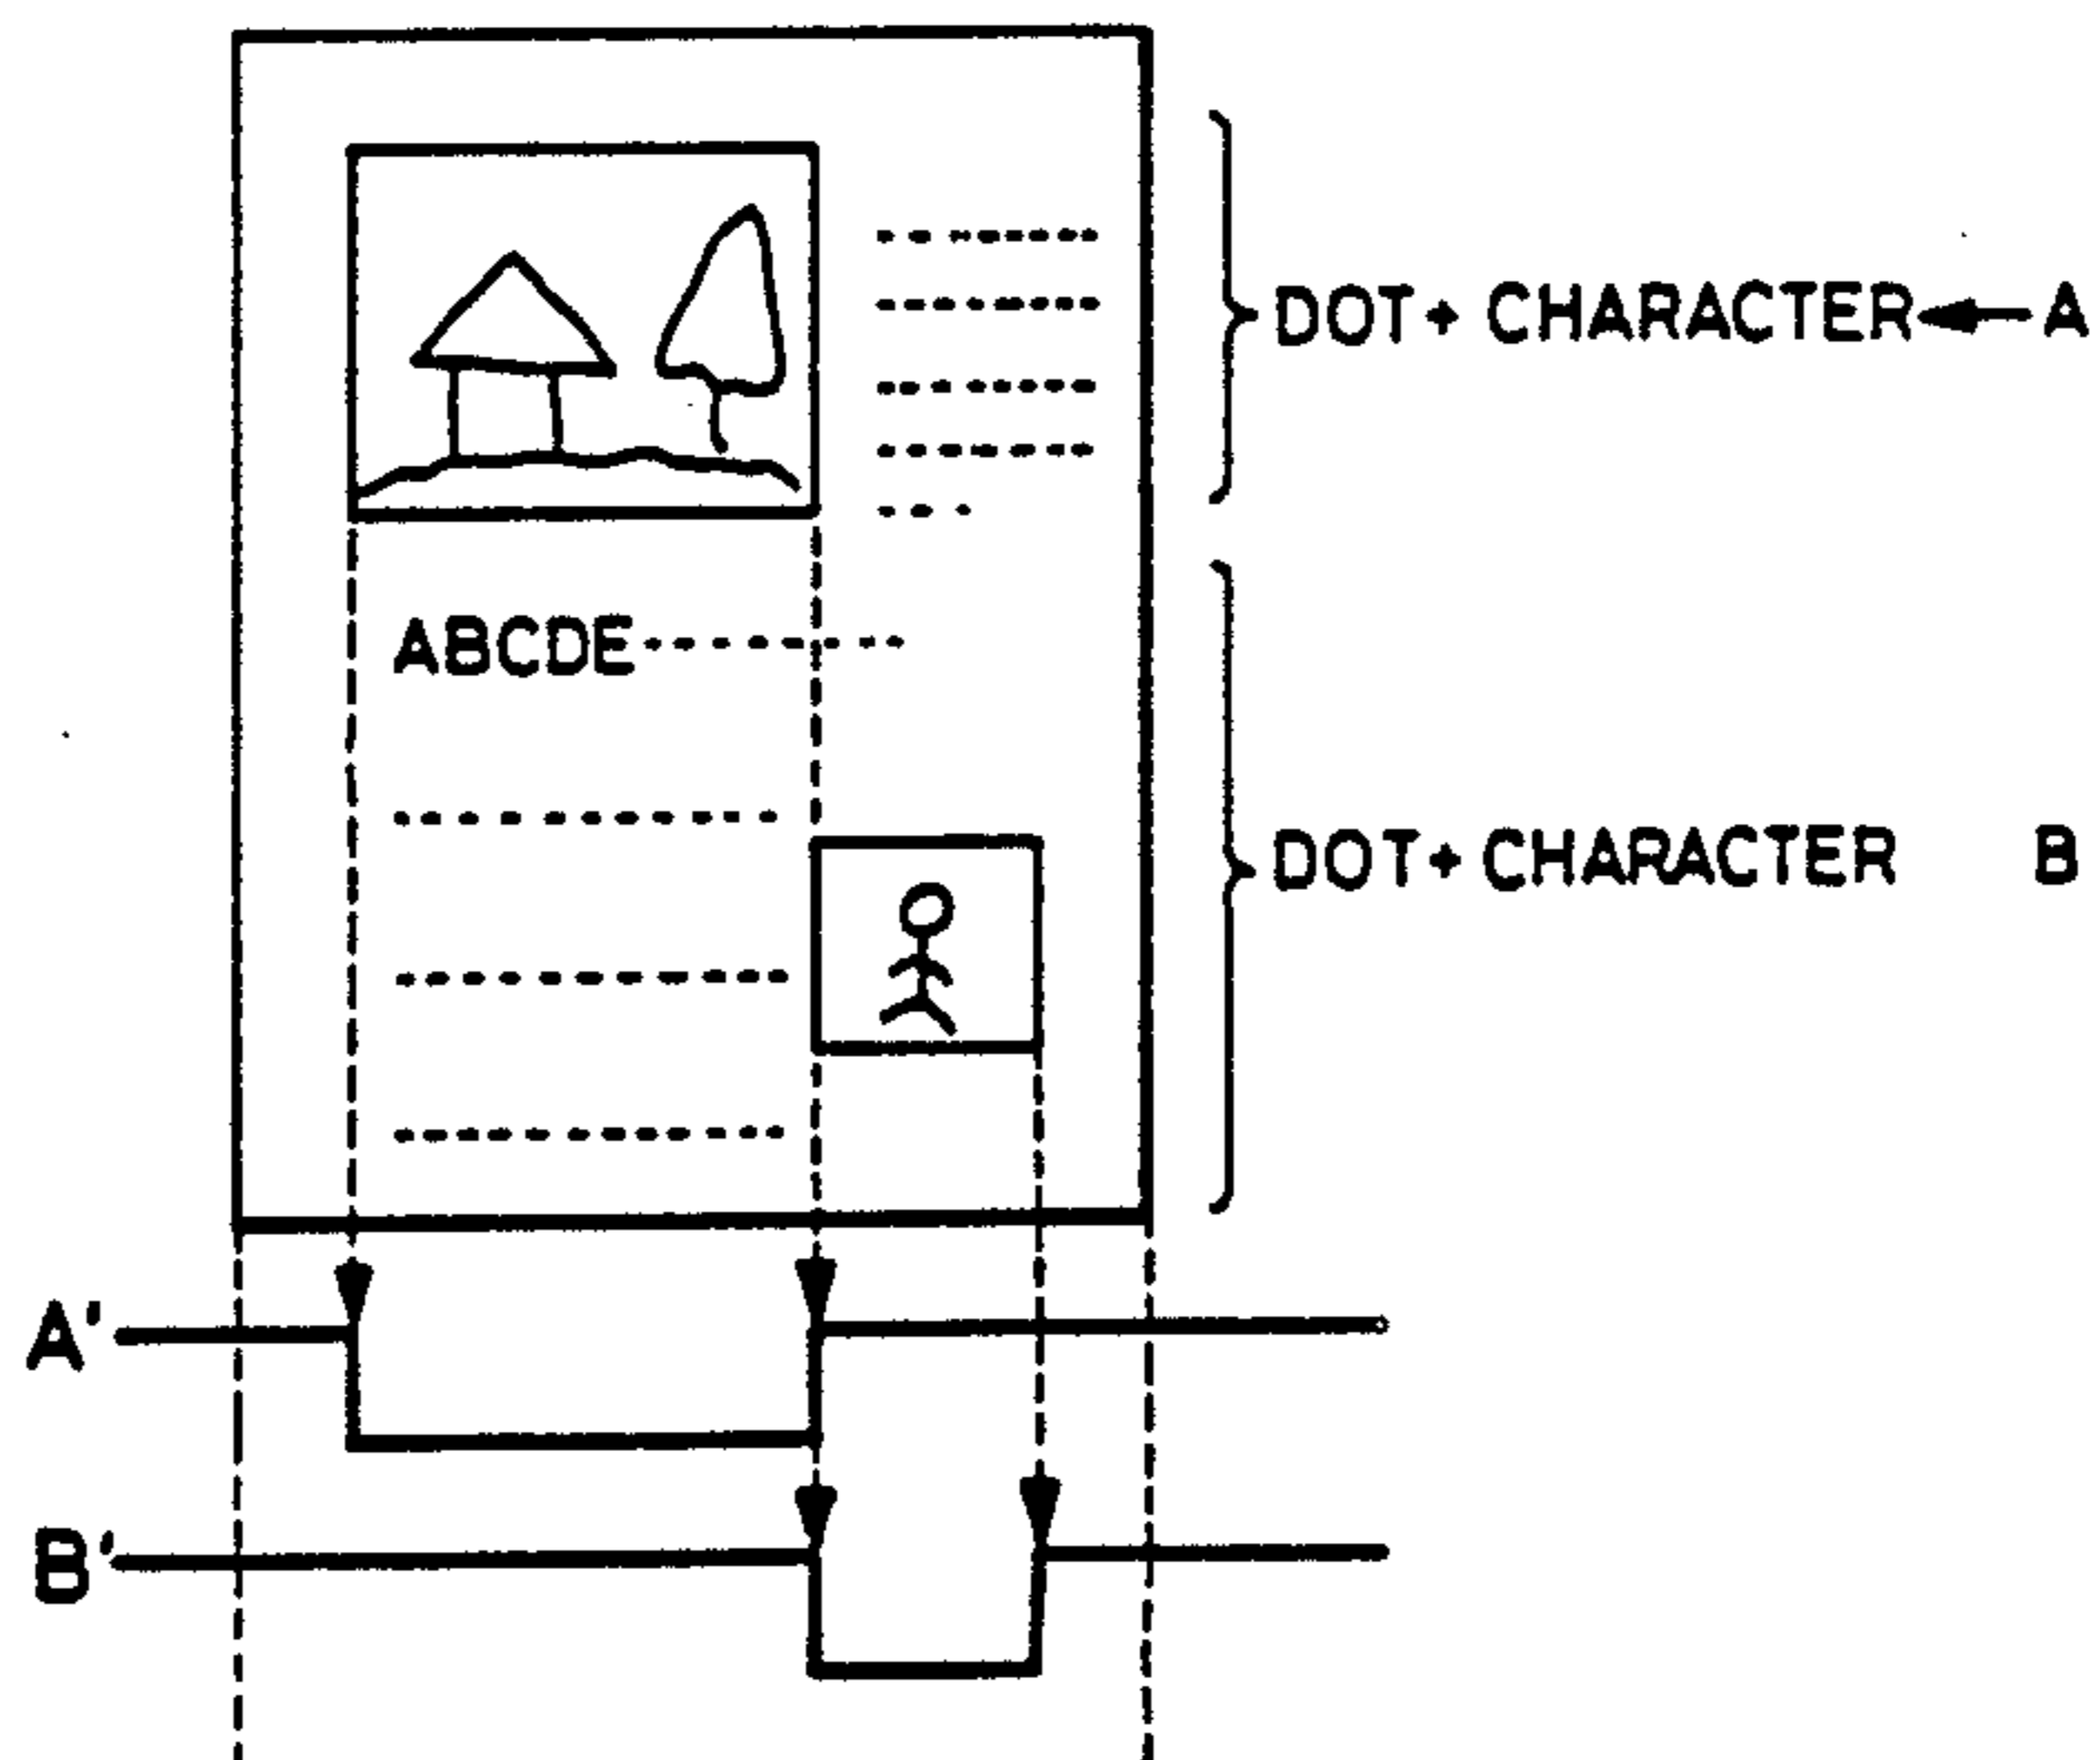 DOT + CHARACTER A
ABCDE
DOT + CHARACTER B
A'
B'